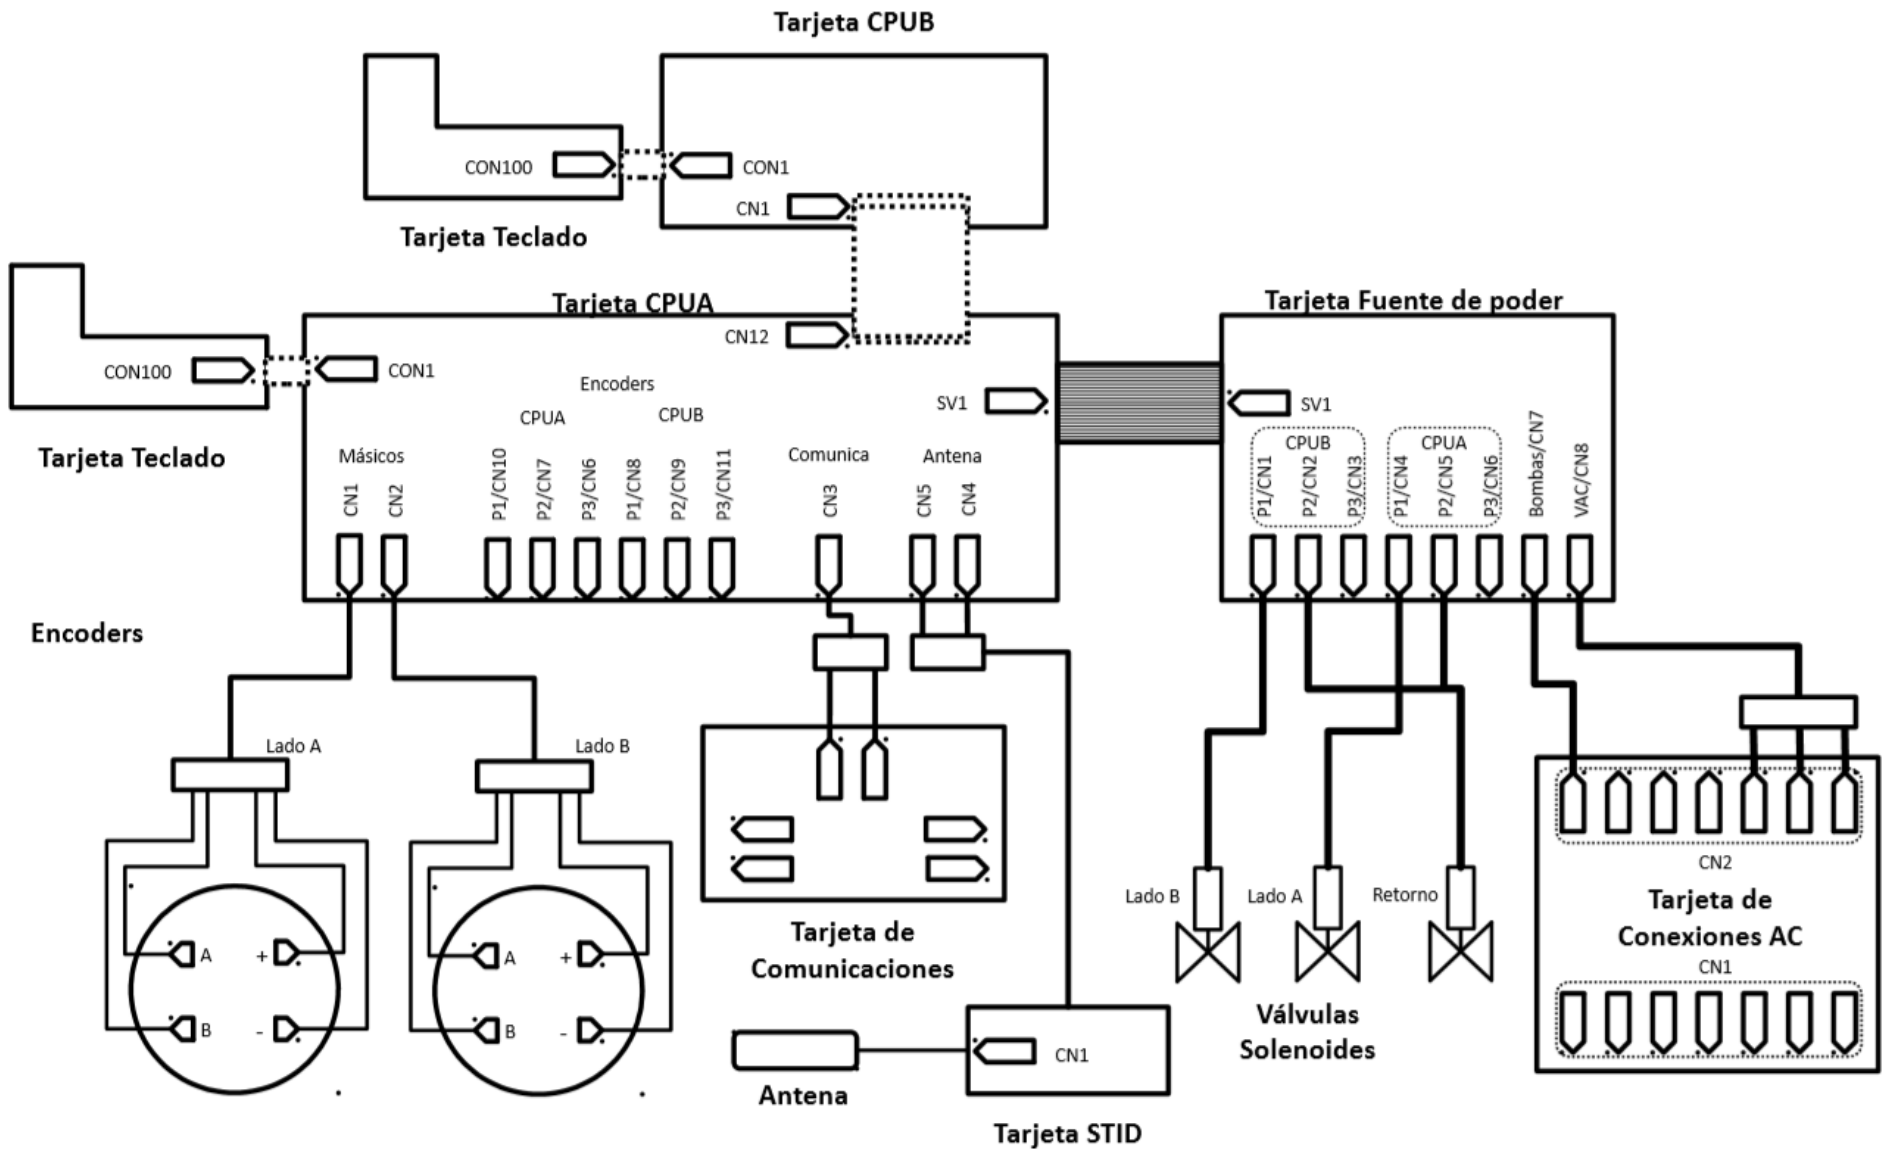 Tarjeta CPUB
CON100
CON1
CN1
Tarjeta Teclado
Tarjeta CPUA
Tarjeta Fuente de poder
CN12
CON100
CON1
Encoders
SV1
SV1
CPUA
CPUB
Tarjeta Teclado
Másicos
Comunica
Antena
CPUB
CPUA
CN1
CN2
P1/CN10
P2/CN7
P3/CN6
P1/CN8
P2/CN9
P3/CN11
CN3
CN5
CN4
P1/CN1
P2/CN2
P3/CN3
P1/CN4
P2/CN5
P3/CN6
Bombas/CN7
VAC/CN8
Encoders
Lado A
Lado B
A
+
B
-
A
+
B
-
Tarjeta de
Comunicaciones
Lado B
Lado A
Retorno
Válvulas
Solenoides
CN2
Tarjeta de
Conexiones AC
CN1
CN1
Antena
Tarjeta STID